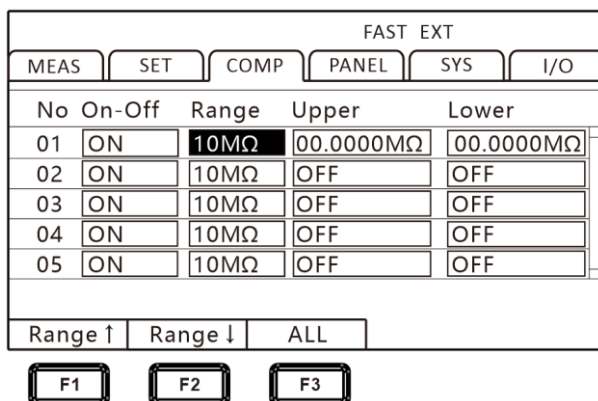 FAST EXT
MEAS SET COMP PANEL SYS I/O
No On-Off Range Upper Lower
01 ON 10MΩ 00.0000MΩ 00.0000MΩ
02 ON 10MΩ OFF OFF
03 ON 10MΩ OFF OFF
04 ON 10MΩ OFF OFF
05 ON 10MΩ OFF OFF
Range↑ Range↓ ALL
F1 F2 F3